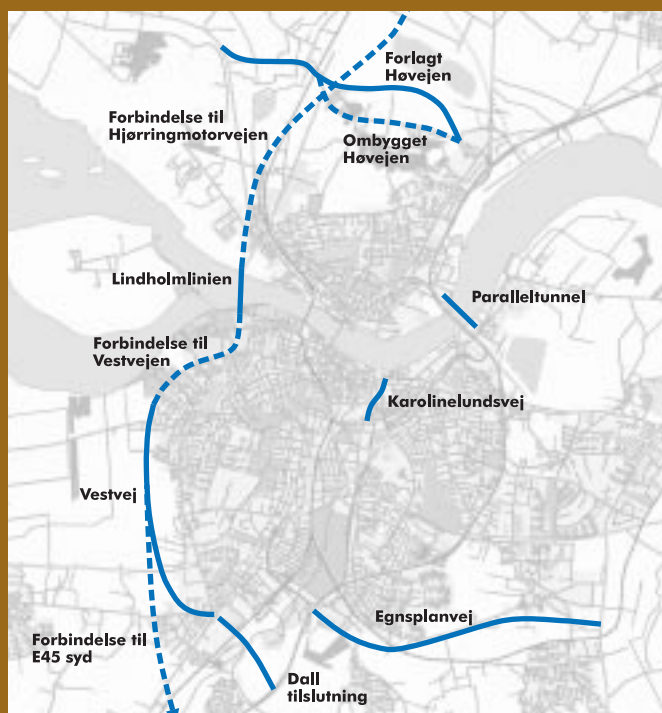 Forlagt
Høvejen
Forbindelse til
Hjørringmotorvejen
Ombygget
Høvejen
Lindholmlinien
Paralleltunnel
Forbindelse til
Vestvejen
Karolinelundsvej
Vestvej
Egnsplanvej
Forbindelse til
E45 syd
Dall
tilslutning